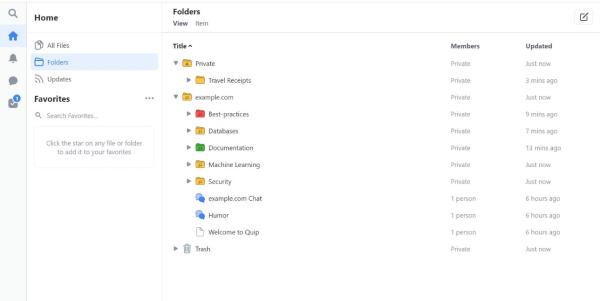 Home
All Files
Folders
Updates
Favorites
Search Favorites...
Click the star on any file or folder
to add it to your favorites
Folders
View Item
Title Members Updated
Private Private Just now
Travel Receipts Private 3 mins ago
example.com Private Just now
Best-practices Private 9 mins ago
Databases Private 7 mins ago
Documentation Private 13 mins ago
Machine Learning Private Just now
Security Private Just now
example.com Chat 1 person 6 hours ago
Humor 1 person 6 hours ago
Welcome to Quip 1 person 6 hours ago
Trash Private Just now